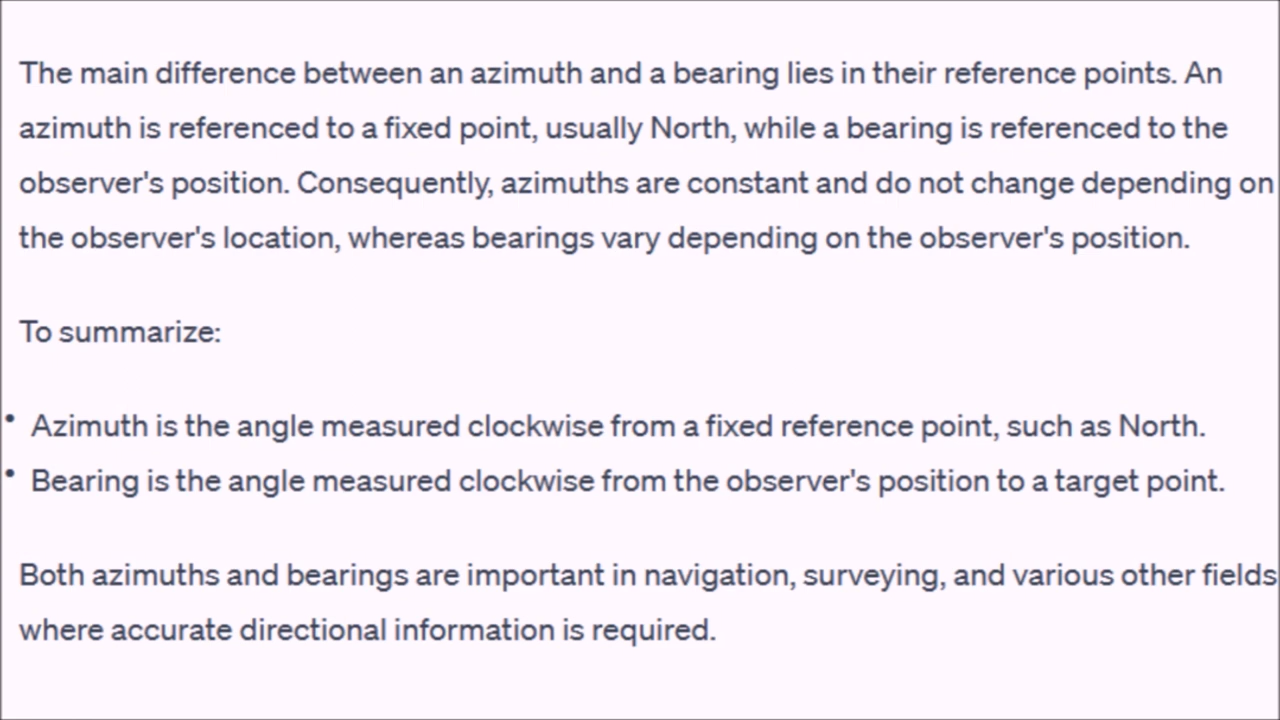 The main difference between an azimuth and a bearing lies in their reference points. An
azimuth is referenced to a fixed point, usually North, while a bearing is referenced to the
observer's position. Consequently, azimuths are constant and do not change depending on
the observer's location, whereas bearings vary depending on the observer's position.
To summarize:
• Azimuth is the angle measured clockwise from a fixed reference point, such as North.
• Bearing is the angle measured clockwise from the observer's position to a target point.
Both azimuths and bearings are important in navigation, surveying, and various other fields
where accurate directional information is required.